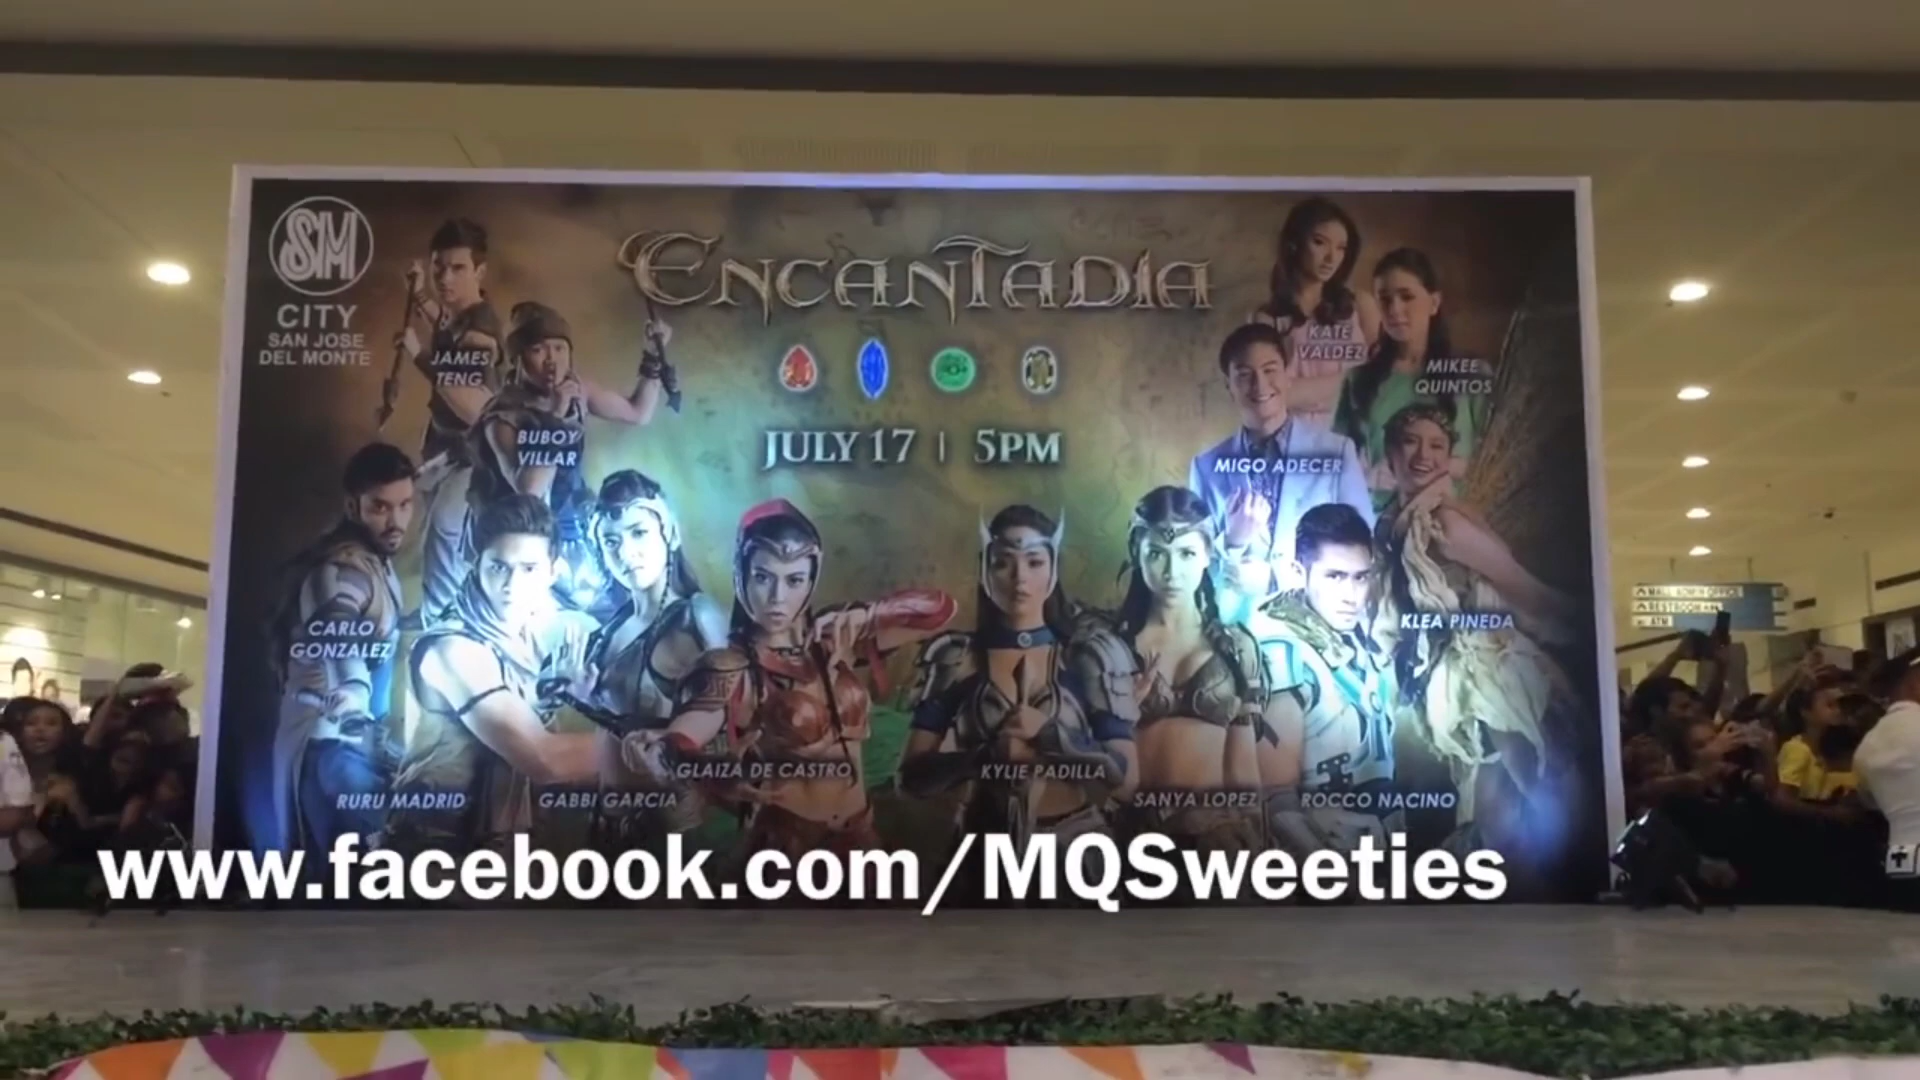 SM
CITY
SAN JOSE
DEL MONTE
ENCANTADIA
JULY 17 | 5PM
JAMES
TENG
BUBOY
VILLAR
KATE
VALDEZ
MIKEE
QUINTOS
MIGO ADECER
CARLO
GONZALEZ
KLEA PINEDA
RURU MADRID
GABBI GARCIA
GLAIZA DE CASTRO
KYLIE PADILLA
SANYA LOPEZ
ROCCO NACINO
RESTROOM
ATM
www.facebook.com/MQSweeties